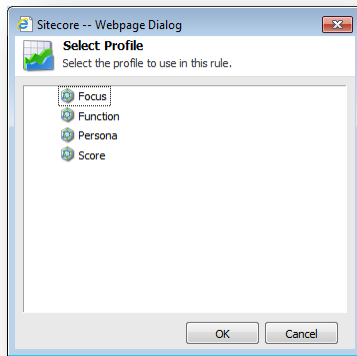 Sitecore -- Webpage Dialog
Select Profile
Select the profile to use in this rule.
Focus
Function
Persona
Score
OK Cancel